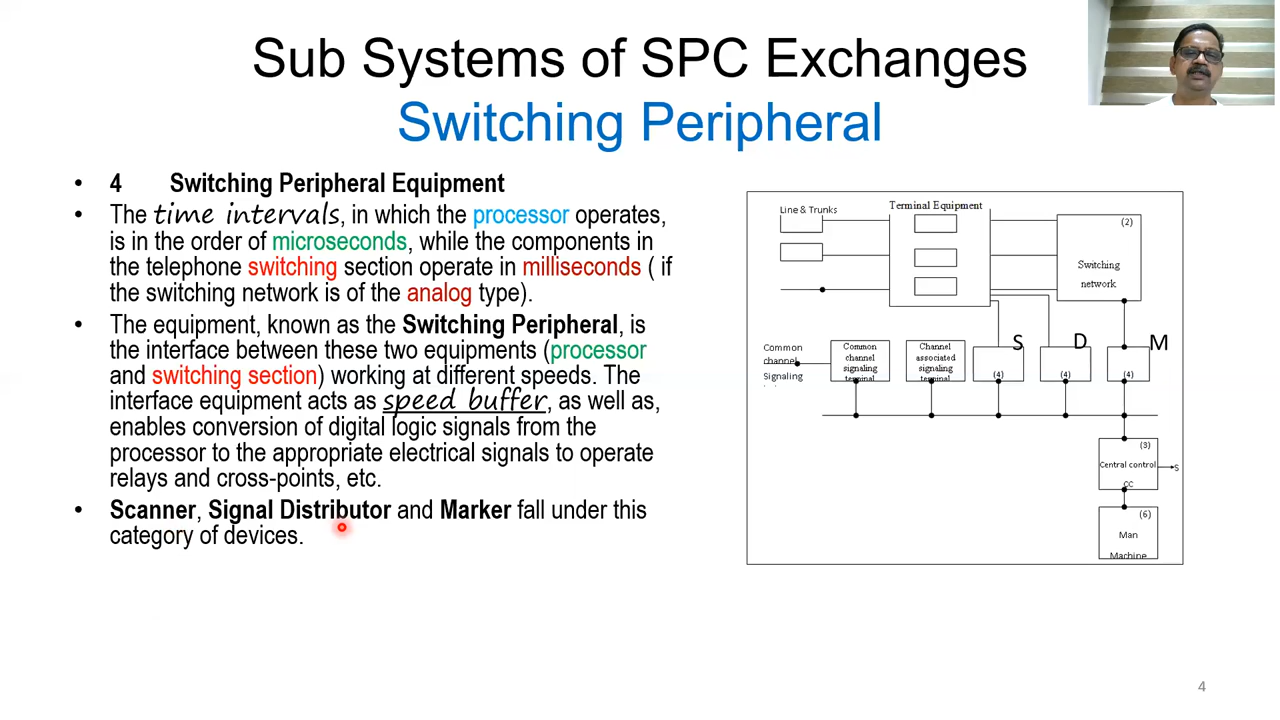 Sub Systems of SPC Exchanges
Switching Peripheral
• 4 Switching Peripheral Equipment
• The time intervals, in which the processor operates,
is in the order of microseconds, while the components in
the telephone switching section operate in milliseconds ( if
the switching network is of the analog type).
• The equipment, known as the Switching Peripheral, is
the interface between these two equipments (processor
and switching section) working at different speeds. The
interface equipment acts as speed buffer, as well as,
enables conversion of digital logic signals from the
processor to the appropriate electrical signals to operate
relays and cross-points, etc.
• Scanner, Signal Distributor and Marker fall under this
category of devices.
Line & Trunks
Terminal Equipment
(2)
Switching
network
Common
channel
Signaling
Common
channel
signaling
terminal
Channel
associated
signaling
terminal
S
(4)
D
(4)
M
(4)
(3)
Central control
CC
S
(6)
Man
Machine
4